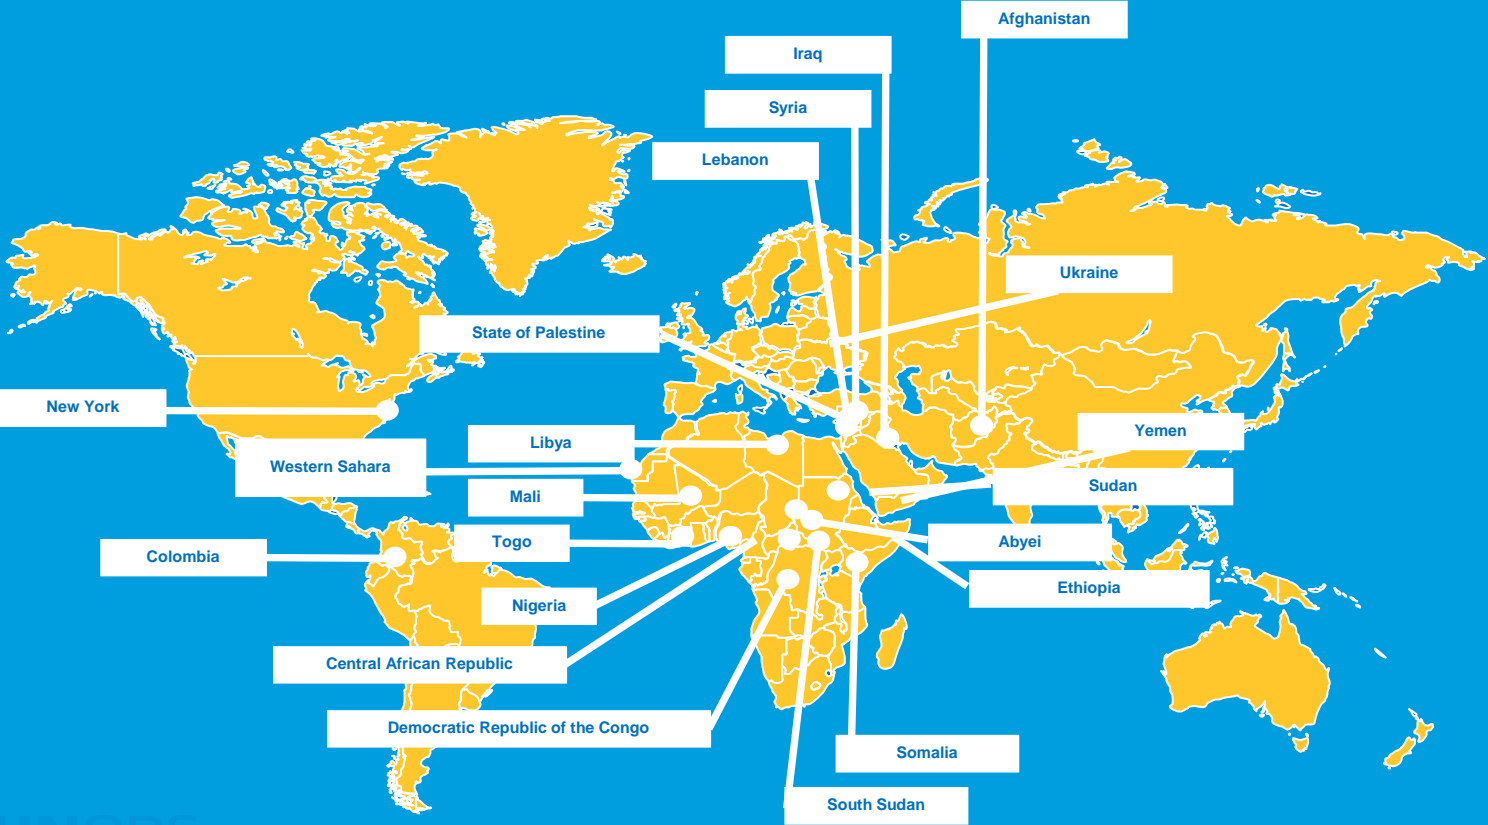 Afghanistan
Iraq
Syria
Lebanon
Ukraine
State of Palestine
New York
Yemen
Libya
Western Sahara
Sudan
Mali
Togo
Abyei
Colombia
Ethiopia
Nigeria
Central African Republic
Democratic Republic of the Congo
Somalia
South Sudan